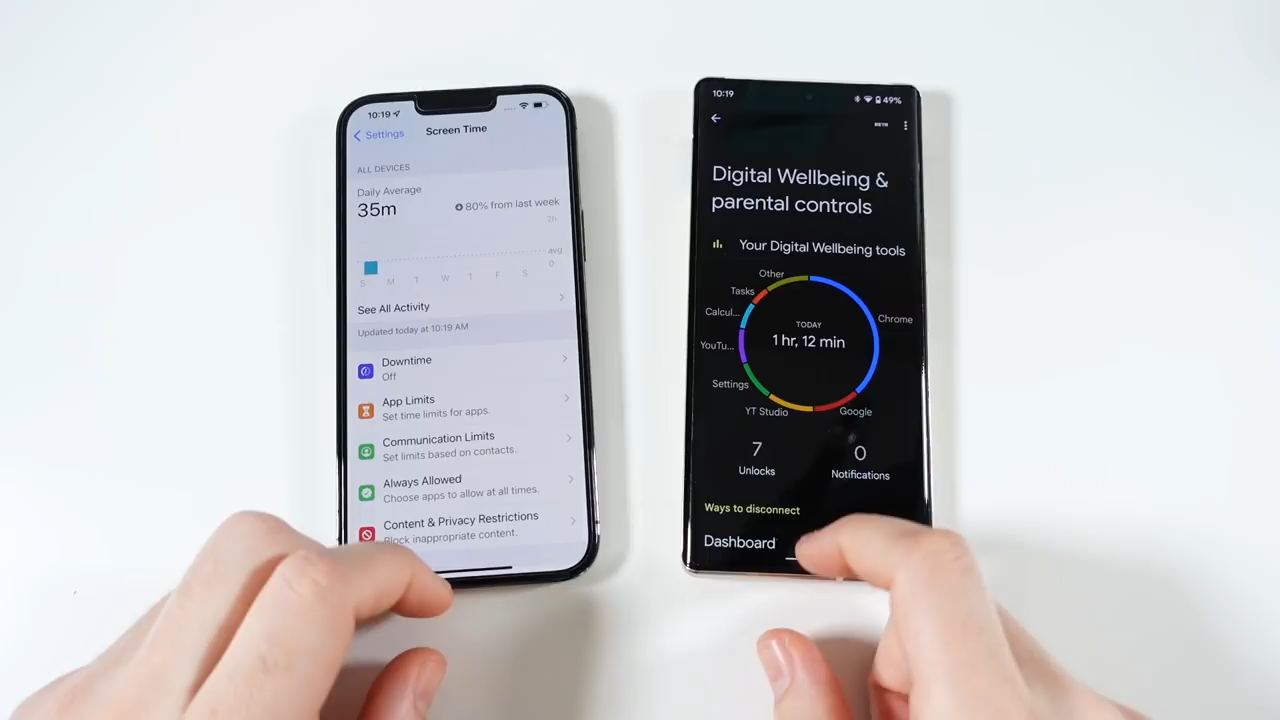 10:19
Settings
Screen Time
ALL DEVICES
Daily Average
35m
80% from last week
2h
avg
0
S M T W T F S
See All Activity
Updated today at 10:19 AM
Downtime
Off
App Limits
Set time limits for apps.
Communication Limits
Set limits based on contacts.
Always Allowed
Choose apps to allow at all times.
Content & Privacy Restrictions
Block inappropriate content.
10:19
49%
BETA
Digital Wellbeing &
parental controls
Your Digital Wellbeing tools
Other
Tasks
Calcul...
YouTu...
Settings
YT Studio
Google
Chrome
TODAY
1 hr, 12 min
7
Unlocks
0
Notifications
Ways to disconnect
Dashboard